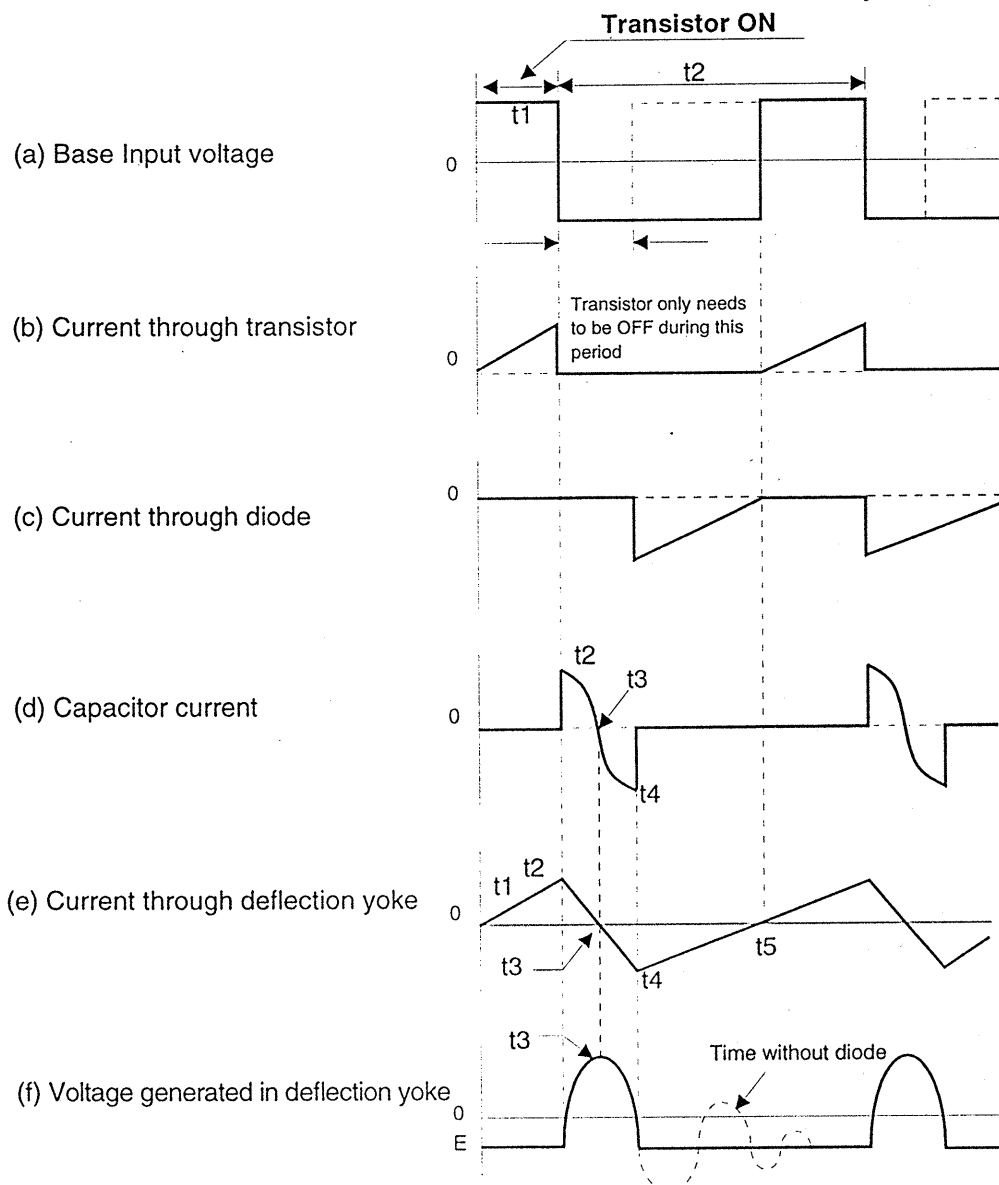 Transistor ON
t2
t1
(a) Base Input voltage
0
(b) Current through transistor
Transistor only needs
to be OFF during this
period
0
0
(c) Current through diode
t2
t3
(d) Capacitor current
0
t4
t2
t1
(e) Current through deflection yoke
0
t5
t3
t4
t3
Time without diode
(f) Voltage generated in deflection yoke
0
E